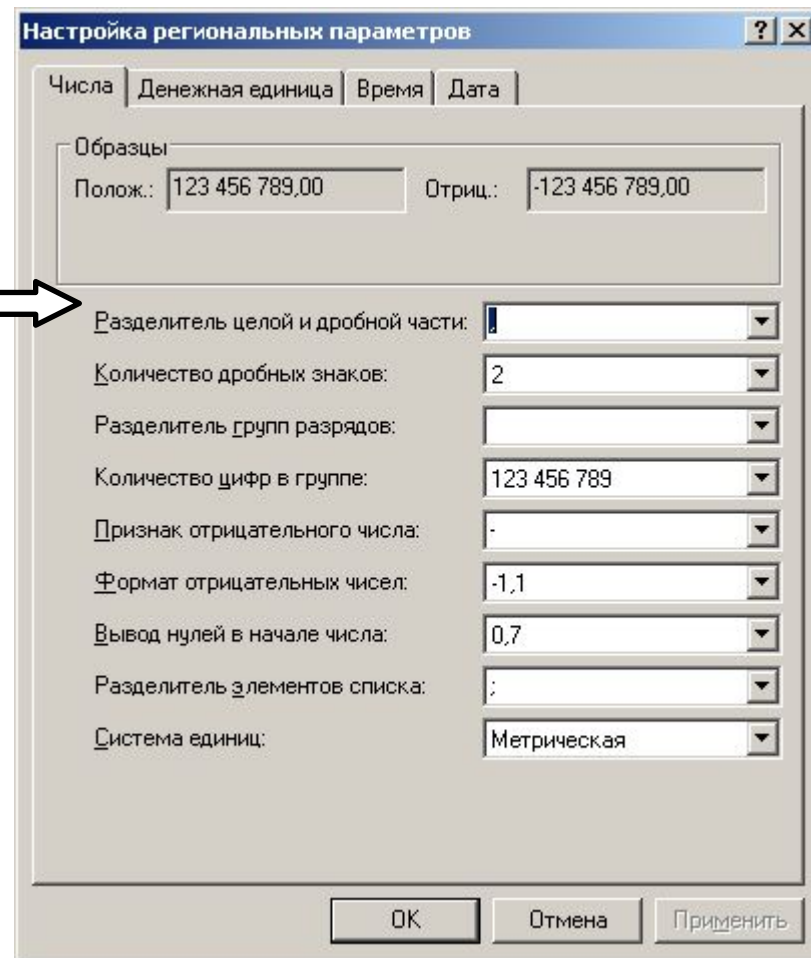 Настройка региональных параметров
Числа Денежная единица Время Дата
Образцы
Полож.: 123 456 789,00 Отриц.: -123 456 789,00
Разделитель целой и дробной части: ,
Количество дробных знаков: 2
Разделитель групп разрядов:
Количество цифр в группе: 123 456 789
Признак отрицательного числа: -
Формат отрицательных чисел: -1,1
Вывод нулей в начале числа: 0,7
Разделитель элементов списка: ;
Система единиц: Метрическая
OK Отмена Применить